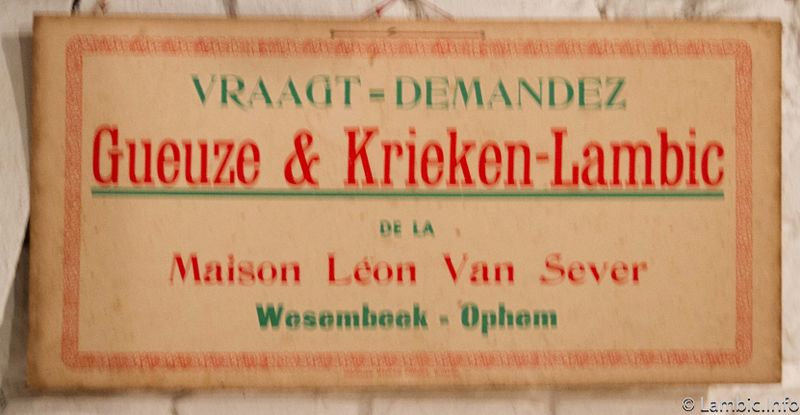 VRAAGT = DEMANDEZ
Gueuze & Krieken-Lambic
DE LA
Maison Léon Van Sever
Wesembeek - Ophem
© Lambic.Info